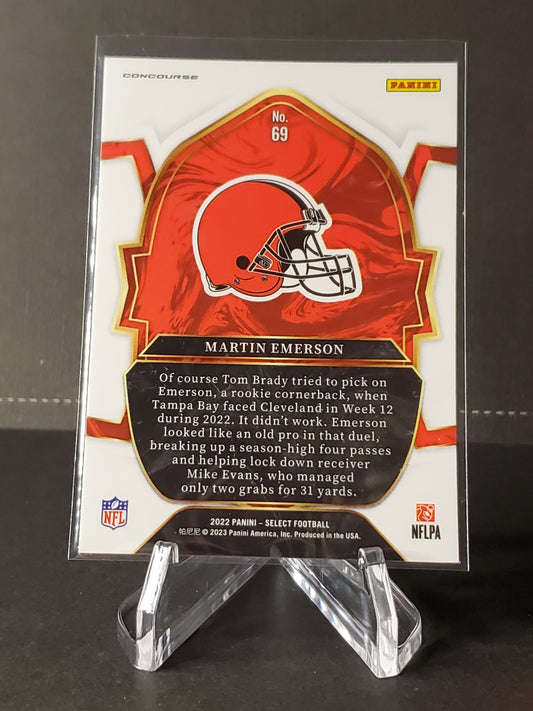 CONCOURSE
PANINI
No.
69
MARTIN EMERSON
Of course Tom Brady tried to pick on
Emerson, a rookie cornerback, when
Tampa Bay faced Cleveland in Week 12
during 2022. It didn't work. Emerson
looked like an old pro in that duel,
breaking up a season-high four passes
and helping lock down receiver
Mike Evans, who managed
only two grabs for 31 yards.
NFL
2022 PANINI – SELECT FOOTBALL
帕尼尼 © 2023 Panini America, Inc. Produced in the USA.
NFLPA